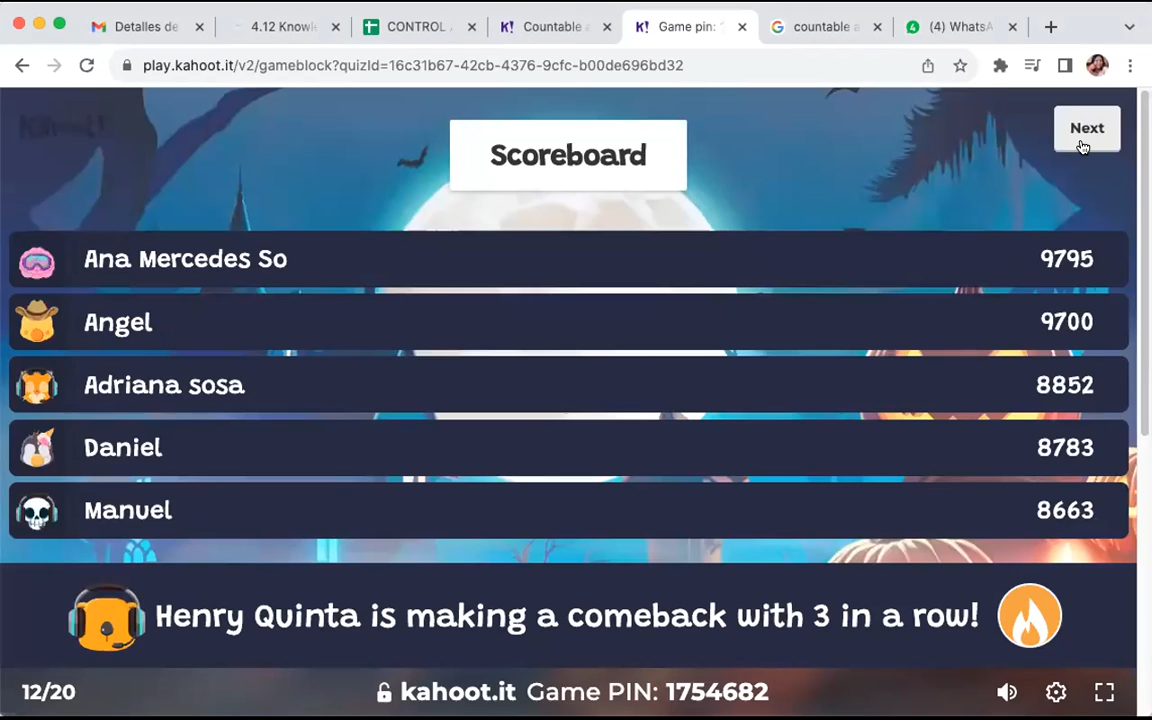 Detalles de
4.12 Knowl
CONTROL
Countable
Game pin:
countable a
(4) WhatsA
play.kahoot.it/v2/gameblock?quizId=16c31b67-42cb-4376-9cfc-b00de696bd32
Kahoot!
Next
Scoreboard
Ana Mercedes So 9795
Angel 9700
Adriana sosa 8852
Daniel 8783
Manuel 8663
Henry Quinta is making a comeback with 3 in a row!
12/20
kahoot.it Game PIN: 1754682